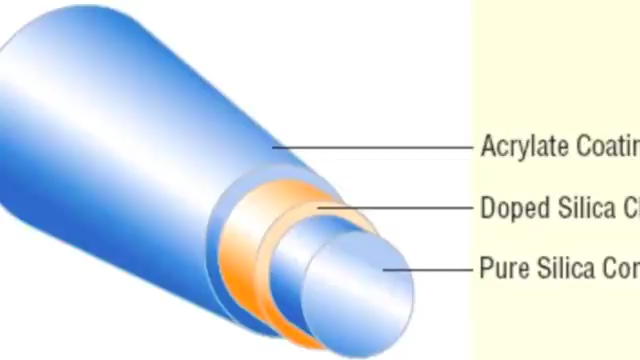 Acrylate Coatin
Doped Silica Cl
Pure Silica Cor